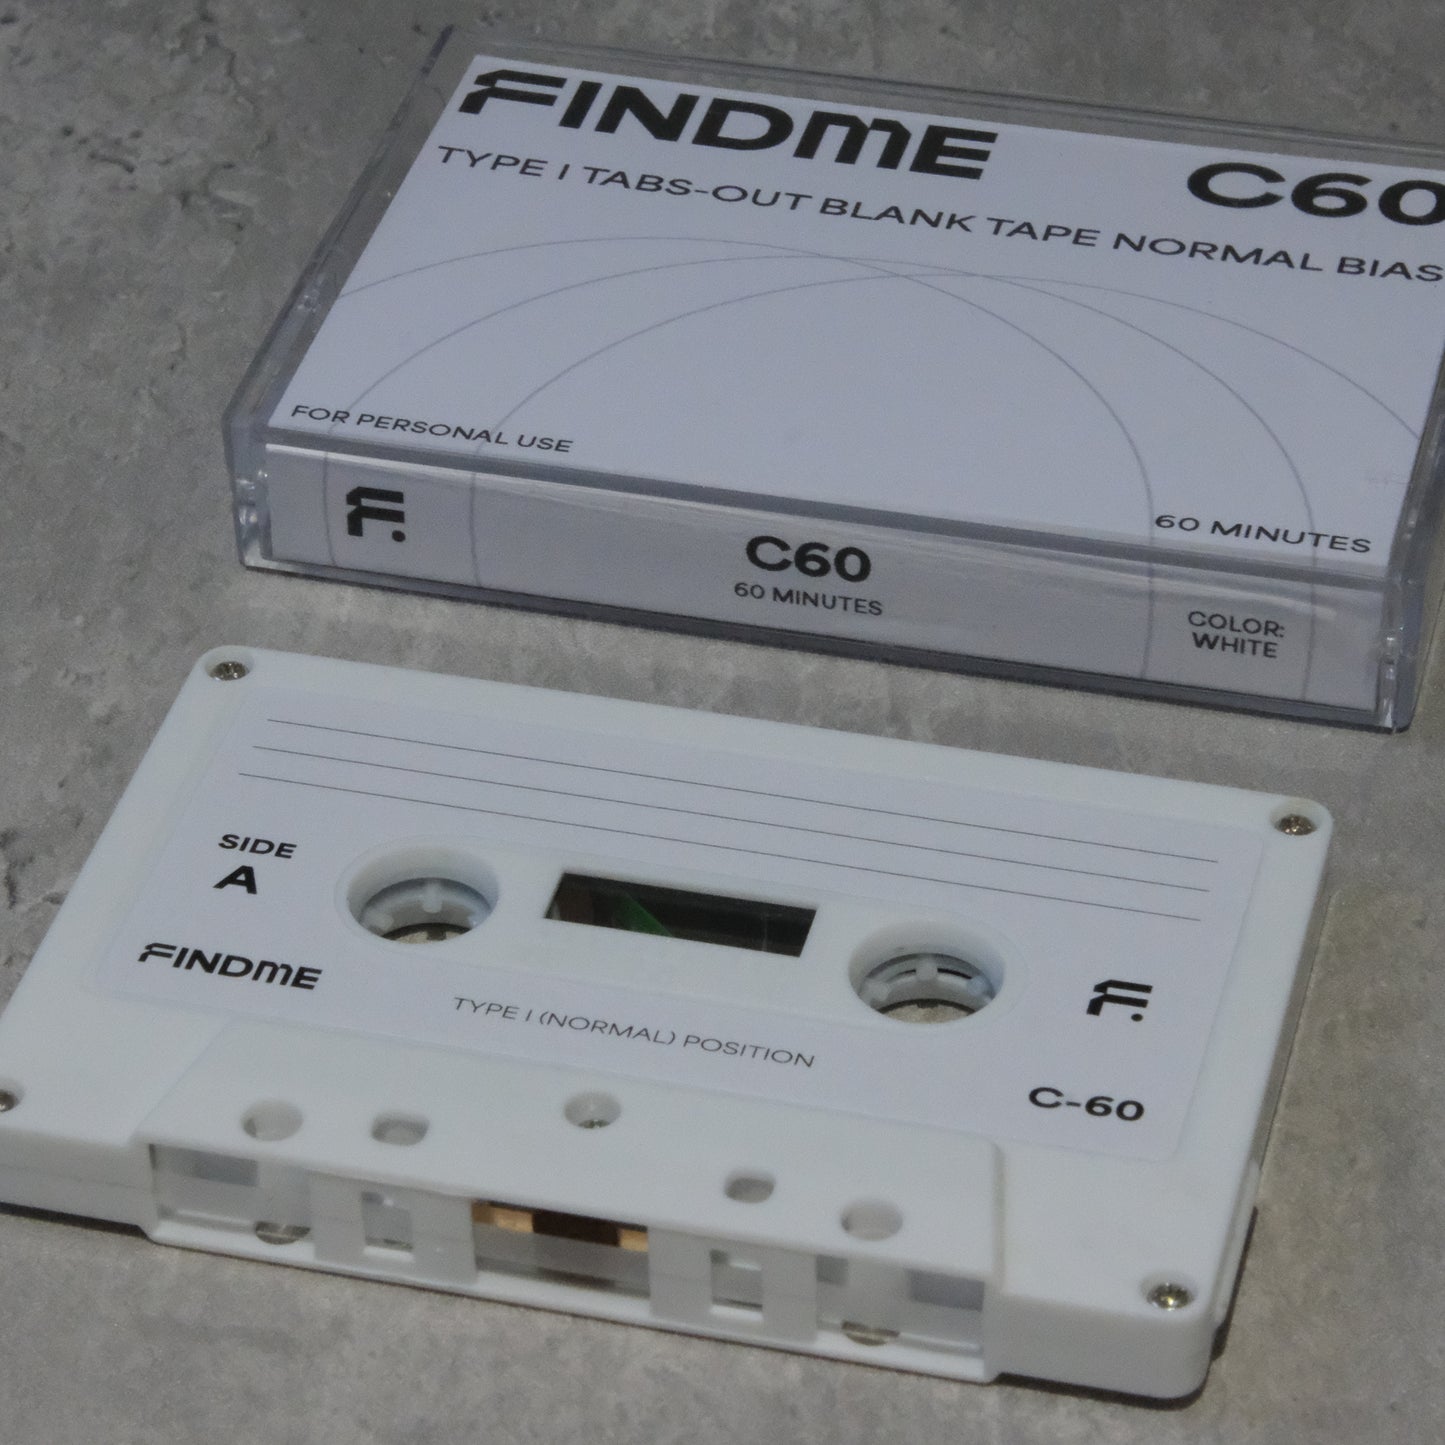 FINDME C60
TYPE I TABS-OUT BLANK TAPE NORMAL BIAS
FOR PERSONAL USE
60 MINUTES
F.
C60
60 MINUTES
COLOR:
WHITE
SIDE
A
FINDME
TYPE I (NORMAL) POSITION
F.
C-60